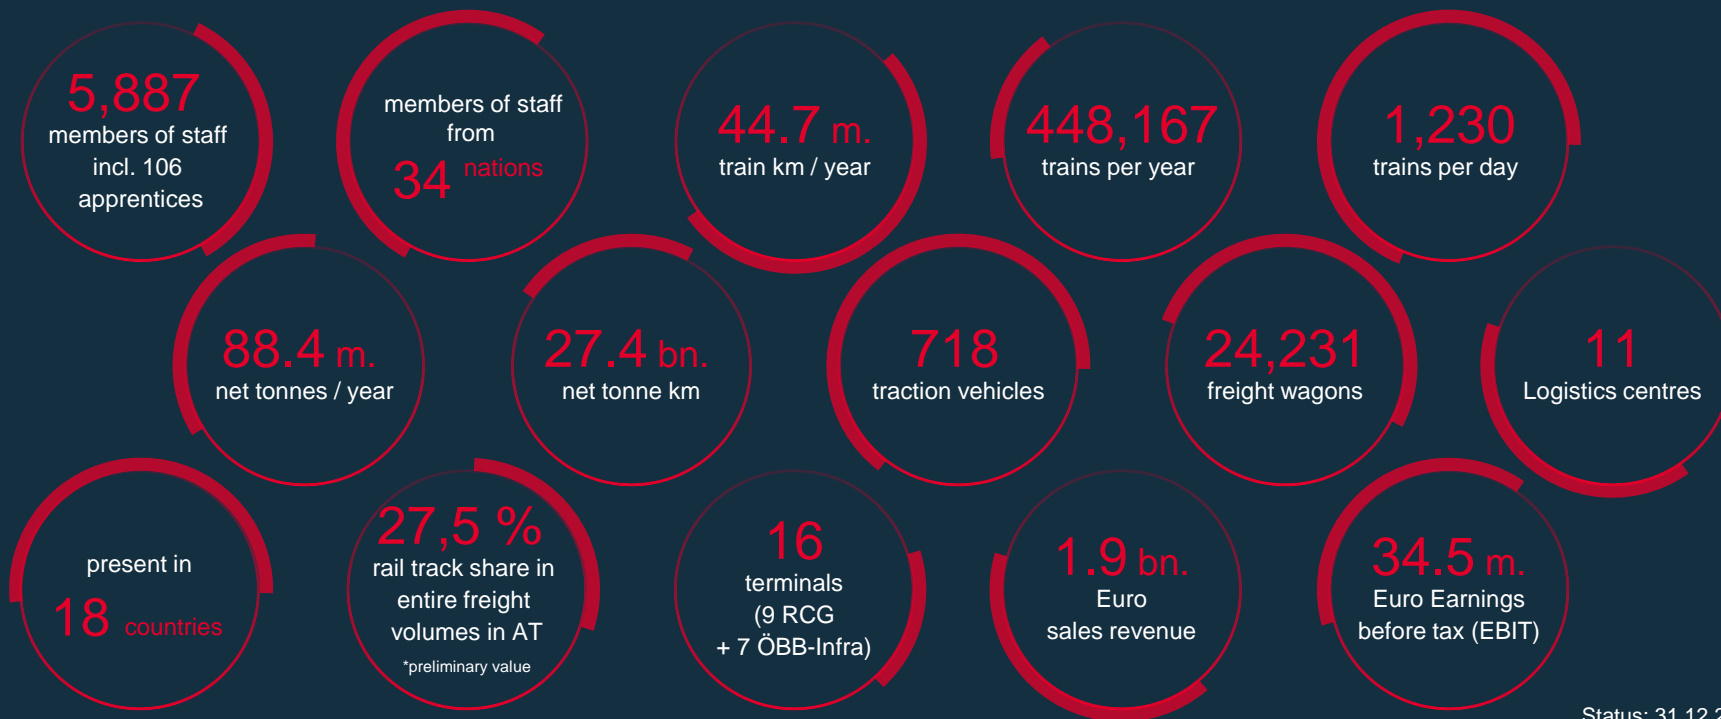 5,887
members of staff
incl. 106
apprentices
members of staff
from
34 nations
44.7 m.
train km / year
448,167
trains per year
1,230
trains per day
88.4 m.
net tonnes / year
27.4 bn.
net tonne km
718
traction vehicles
24,231
freight wagons
11
Logistics centres
present in
18 countries
27,5 %
rail track share in
entire freight
volumes in AT
*preliminary value
16
terminals
(9 RCG
+ 7 ÖBB-Infra)
1.9 bn.
Euro
sales revenue
34.5 m.
Euro Earnings
before tax (EBIT)
Status: 31.12.2